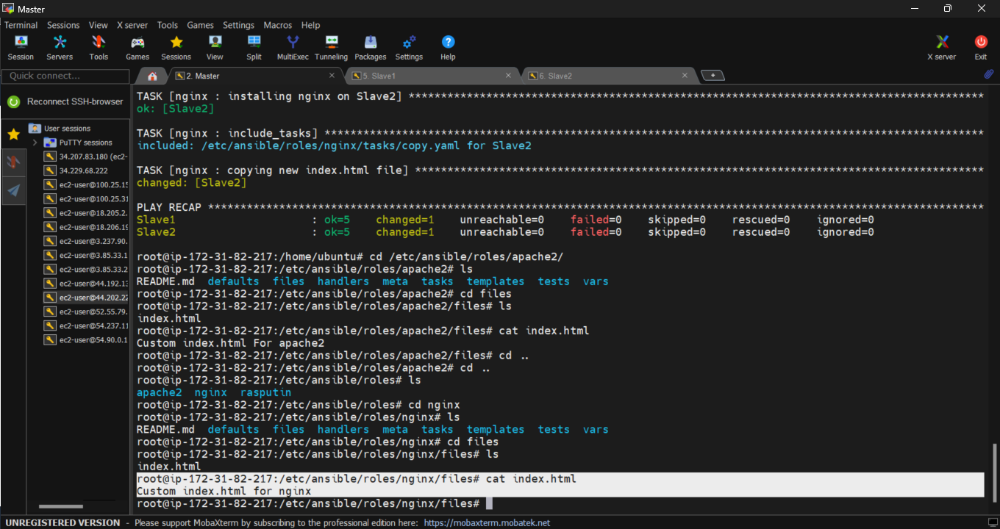 Master
Terminal Sessions View X server Tools Games Settings Macros Help
Session Servers Tools Games Sessions View Split MultiExec Tunneling Packages Settings Help X server Exit
Quick connect...
2. Master
5. Slave1
6. Slave2
Reconnect SSH-browser
User sessions
PuTTY sessions
34.207.83.180 (ec2-
34.229.68.222
ec2-user@100.25.15
ec2-user@100.25.31
ec2-user@18.205.2.
ec2-user@18.206.19
ec2-user@3.237.90.
ec2-user@3.85.33.1
ec2-user@3.85.33.2
ec2-user@44.192.13
ec2-user@44.202.22
ec2-user@52.55.79.
ec2-user@54.237.11
ec2-user@54.90.0.1
TASK [nginx : installing nginx on Slave2] *****************************************************************************************
ok: [Slave2]
TASK [nginx : include_tasks] ******************************************************************************************************
included: /etc/ansible/roles/nginx/tasks/copy.yaml for Slave2
TASK [nginx : copying new index.html file] ****************************************************************************************
changed: [Slave2]
PLAY RECAP ************************************************************************************************************************
Slave1 : ok=5 changed=1 unreachable=0 failed=0 skipped=0 rescued=0 ignored=0
Slave2 : ok=5 changed=1 unreachable=0 failed=0 skipped=0 rescued=0 ignored=0
root@ip-172-31-82-217:/home/ubuntu# cd /etc/ansible/roles/apache2/
root@ip-172-31-82-217:/etc/ansible/roles/apache2# ls
README.md defaults files handlers meta tasks templates tests vars
root@ip-172-31-82-217:/etc/ansible/roles/apache2# cd files
root@ip-172-31-82-217:/etc/ansible/roles/apache2/files# ls
index.html
root@ip-172-31-82-217:/etc/ansible/roles/apache2/files# cat index.html
Custom index.html For apache2
root@ip-172-31-82-217:/etc/ansible/roles/apache2/files# cd ..
root@ip-172-31-82-217:/etc/ansible/roles/apache2# cd ..
root@ip-172-31-82-217:/etc/ansible/roles# ls
apache2 nginx rasputin
root@ip-172-31-82-217:/etc/ansible/roles# cd nginx
root@ip-172-31-82-217:/etc/ansible/roles/nginx# ls
README.md defaults files handlers meta tasks templates tests vars
root@ip-172-31-82-217:/etc/ansible/roles/nginx# cd files
root@ip-172-31-82-217:/etc/ansible/roles/nginx/files# ls
index.html
root@ip-172-31-82-217:/etc/ansible/roles/nginx/files# cat index.html
Custom index.html for nginx
root@ip-172-31-82-217:/etc/ansible/roles/nginx/files#
UNREGISTERED VERSION - Please support MobaXterm by subscribing to the professional edition here: https://mobaxterm.mobatek.net